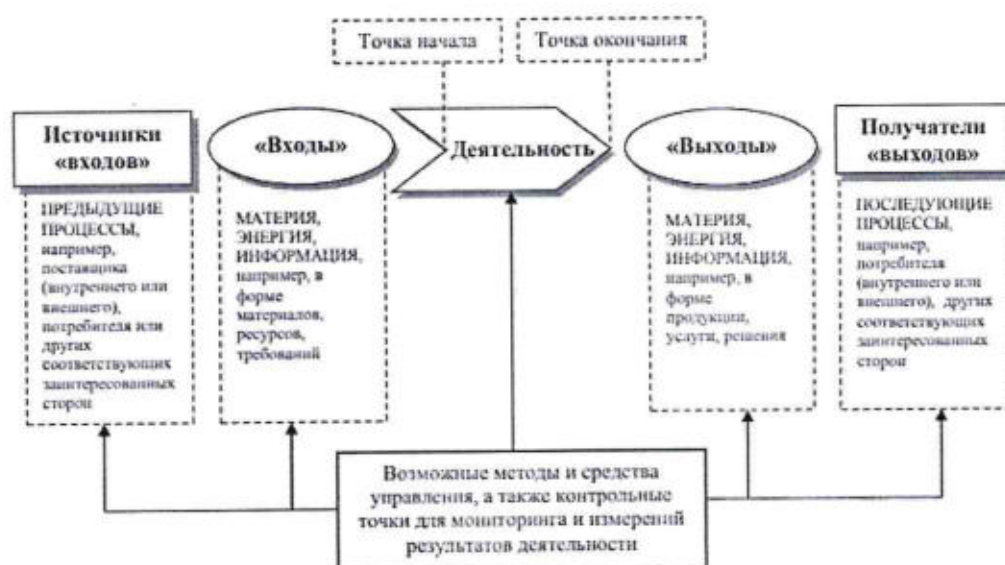 Точка начала
Точка окончания
Источники
«входов»
«Входы»
Деятельность
«Выходы»
Получатели
«выходов»
ПРЕДЫДУЩИЕ
ПРОЦЕССЫ,
например,
поставщика
(внутреннего или
внешнего),
потребителя или
других
соответствующих
заинтересованных
сторон
МАТЕРИЯ,
ЭНЕРГИЯ,
ИНФОРМАЦИЯ,
например, в
форме
материалов,
ресурсов,
требований
МАТЕРИЯ,
ЭНЕРГИЯ,
ИНФОРМАЦИЯ,
например, в
форме
продукции,
услуги, решения
ПОСЛЕДУЮЩИЕ
ПРОЦЕССЫ,
например,
потребителя
(внутреннего или
внешнего), других
соответствующих
заинтересованных
сторон
Возможные методы и средства
управления, а также контрольные
точки для мониторинга и измерений
результатов деятельности